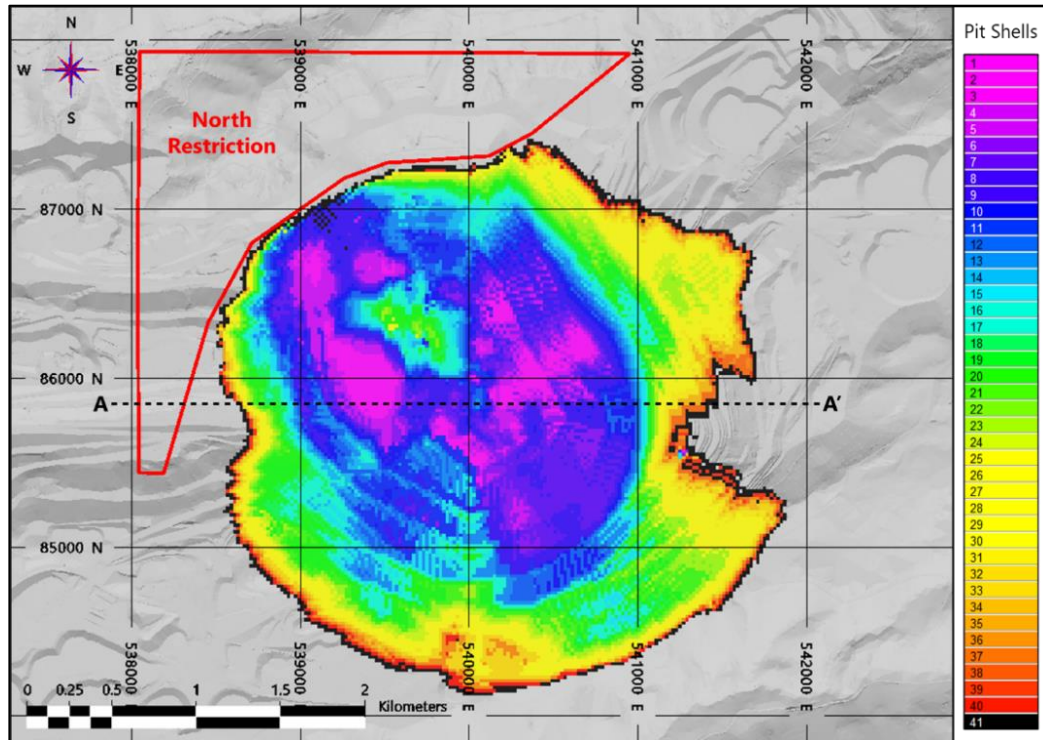 N
W E
S
538000 E
539000 E
540000 E
541000 E
542000 E
North
Restriction
87000 N
86000 N
A A'
85000 N
538000 E
539000 E
540000 E
541000 E
542000 E
0 0.25 0.5 1 1.5 2
Kilometers
Pit Shells
1
2
3
4
5
6
7
8
9
10
11
12
13
14
15
16
17
18
19
20
21
22
23
24
25
26
27
28
29
30
31
32
33
34
35
36
37
38
39
40
41